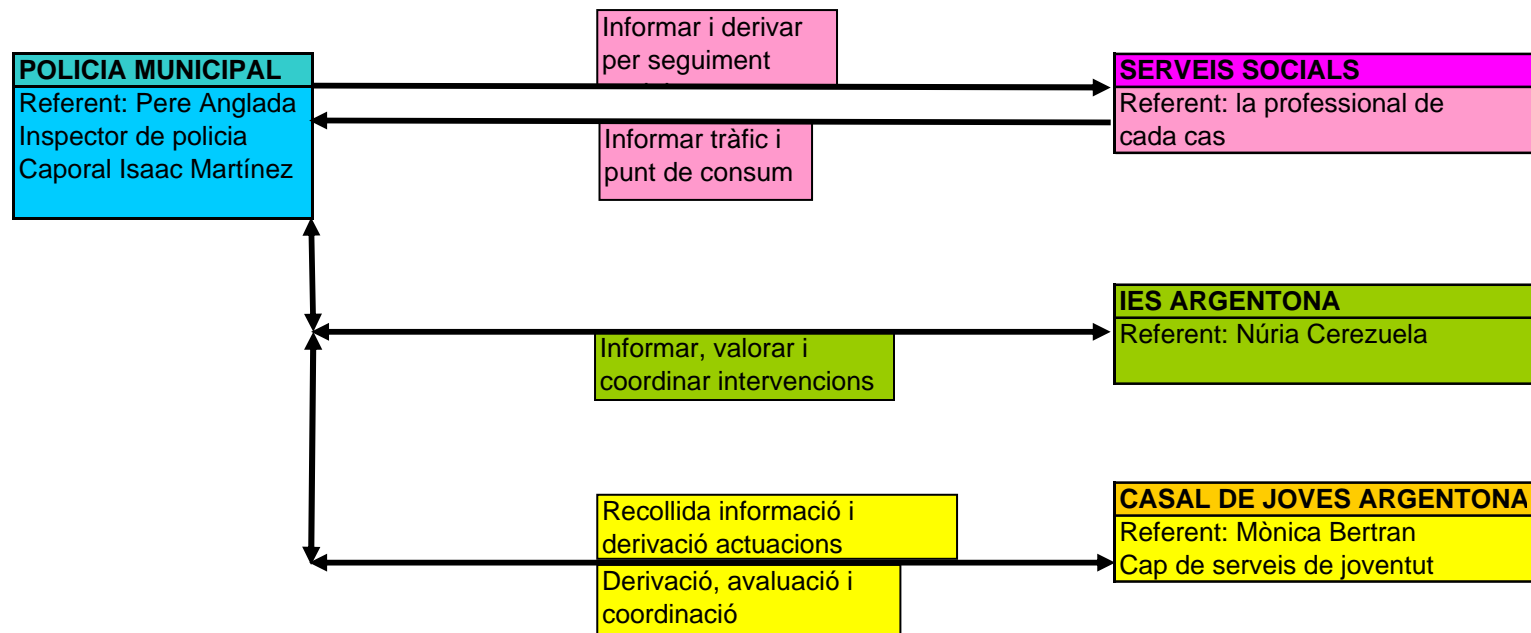 Informar i derivar
per seguiment
POLICIA MUNICIPAL
Referent: Pere Anglada
Inspector de policia
Caporal Isaac Martínez
SERVEIS SOCIALS
Referent: la professional de
cada cas
Informar tràfic i
punt de consum
IES ARGENTONA
Referent: Núria Cerezuela
Informar, valorar i
coordinar intervencions
Recollida informació i
derivació actuacions
CASAL DE JOVES ARGENTONA
Referent: Mònica Bertran
Cap de serveis de joventut
Derivació, avaluació i
coordinació